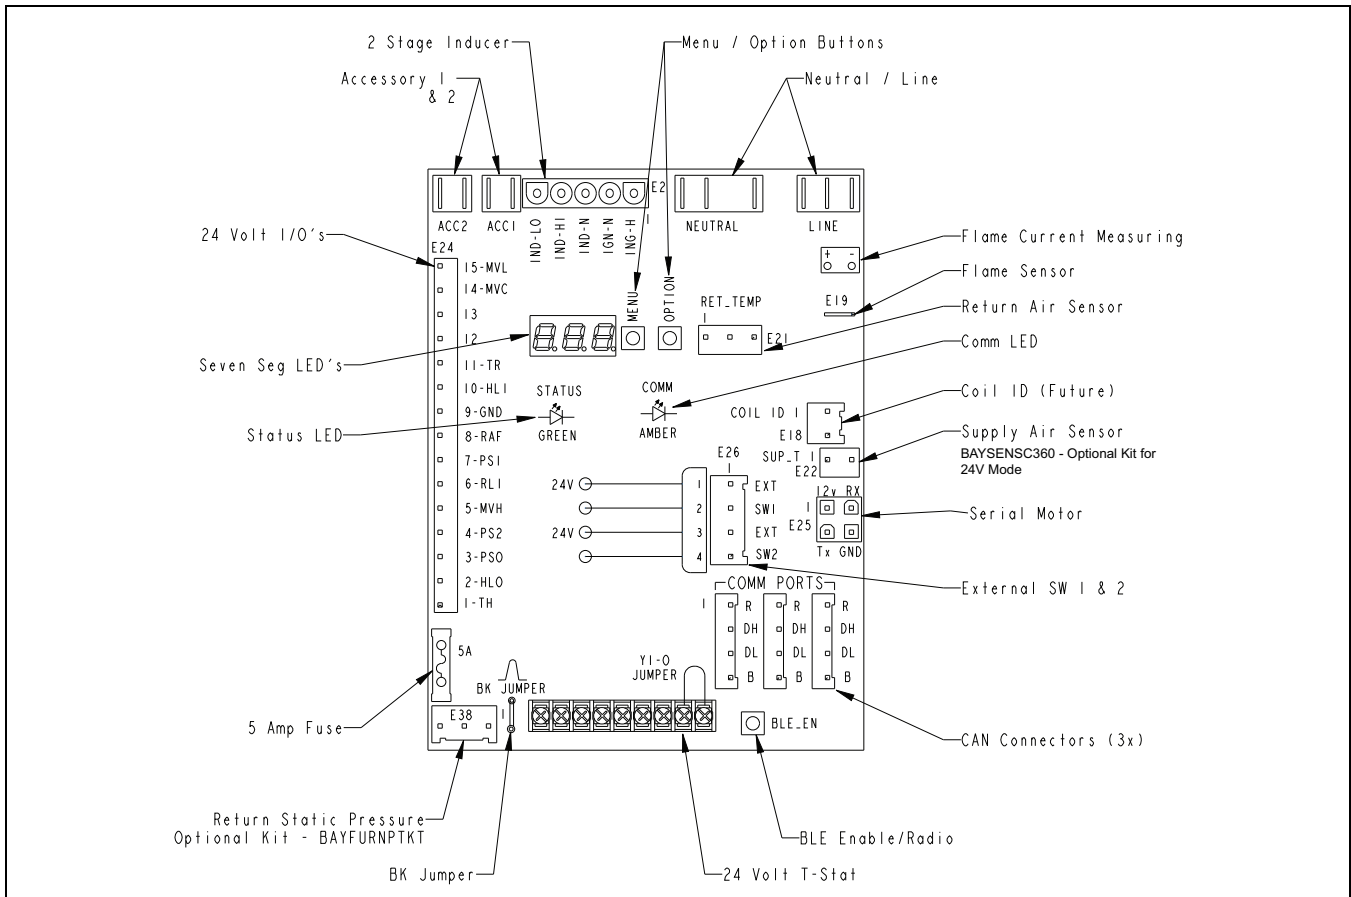 2 Stage Inducer
Menu / Option Buttons
Accessory 1
& 2
Neutral / Line
ACC2
ACC1
E2
1
NEUTRAL
LINE
IND-LO
IND-HI
IND-N
IGN-N
ING-H
24 Volt I/O's
E24
15-MVL
14-MVC
13
12
11-TR
10-HLI
9-GND
8-RAF
7-PS1
6-RLI
5-MVH
4-PS2
3-PSO
2-HLO
1-TH
MENU
OPTION
+ -
Flame Current Measuring
E19
Flame Sensor
RET_TEMP
1
E21
Return Air Sensor
Seven Seg LED's
Comm LED
STATUS
GREEN
Status LED
COMM
AMBER
COIL ID 1
E18
Coil ID (Future)
SUP_T 1
E22
Supply Air Sensor
BAYSENSC360 - Optional Kit for
24V Mode
E26
1
24V
1
EXT
2
SW1
24V
3
EXT
4
SW2
12v RX
1
E25
Tx GND
Serial Motor
External SW 1 & 2
COMM PORTS
1
R
DH
DL
B
R
DH
DL
B
R
DH
DL
B
5A
5 Amp Fuse
BK JUMPER
1
Y1-O
JUMPER
E38
BLE_EN
CAN Connectors (3x)
Return Static Pressure
Optional Kit - BAYFURNPTKT
BK Jumper
24 Volt T-Stat
BLE Enable/Radio